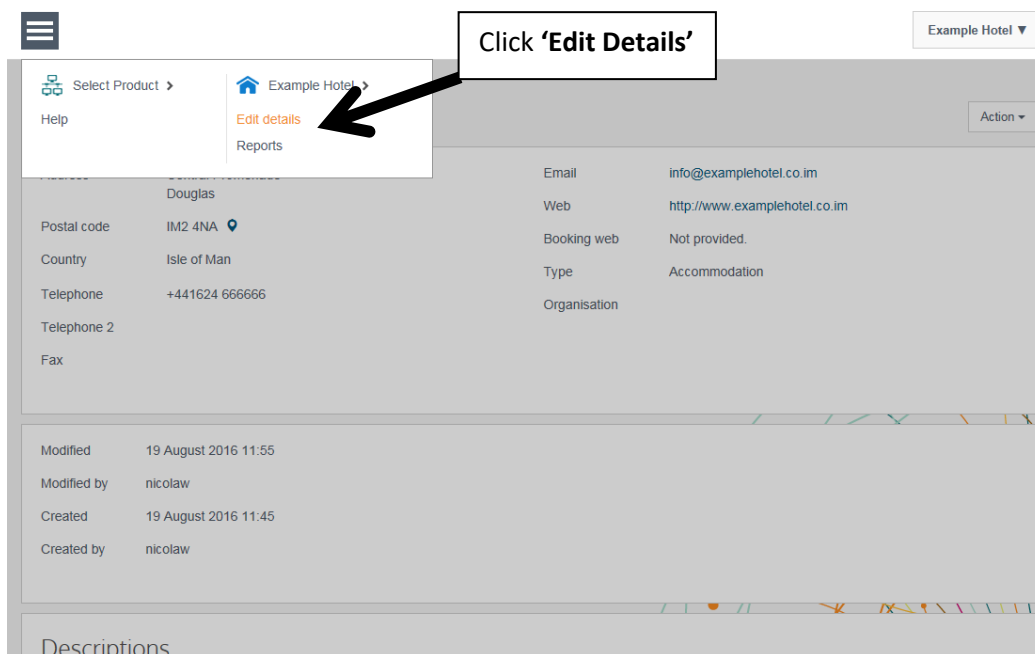 Click 'Edit Details'
Example Hotel ▼
Select Product >
Example Hotel >
Help
Edit details
Reports
Action
Douglas
Postal code IM2 4NA
Country Isle of Man
Telephone +441624 666666
Telephone 2
Fax
Email info@examplehotel.co.im
Web http://www.examplehotel.co.im
Booking web Not provided.
Type Accommodation
Organisation
Modified 19 August 2016 11:55
Modified by nicolaw
Created 19 August 2016 11:45
Created by nicolaw
Descriptions